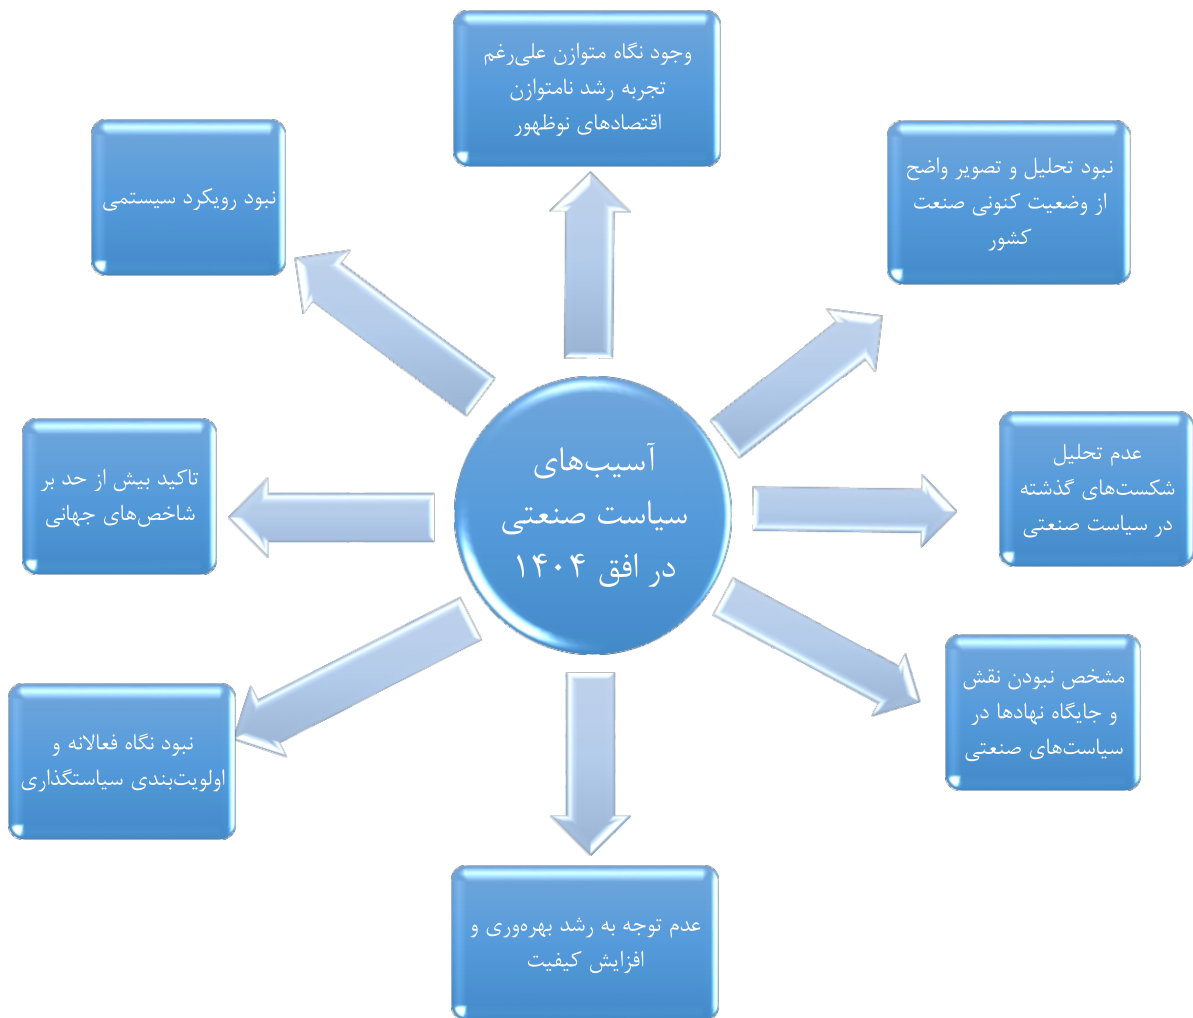 وجود نگاه متوازن علی‌رغم
تجربه رشد نامتوازن
اقتصادهای نوظهور
نبود تحلیل و تصویر واضح
از وضعیت کنونی صنعت
کشور
نبود رویکرد سیستمی
عدم تحلیل
شکست‌های گذشته
در سیاست صنعتی
آسیب‌های
سیاست صنعتی
در افق ۱۴۰۴
تاکید بیش از حد بر
شاخص‌های جهانی
مشخص نبودن نقش
و جایگاه نهادها در
سیاست‌های صنعتی
نبود نگاه فعالانه و
اولویت‌بندی سیاستگذاری
عدم توجه به رشد بهره‌وری و
افزایش کیفیت